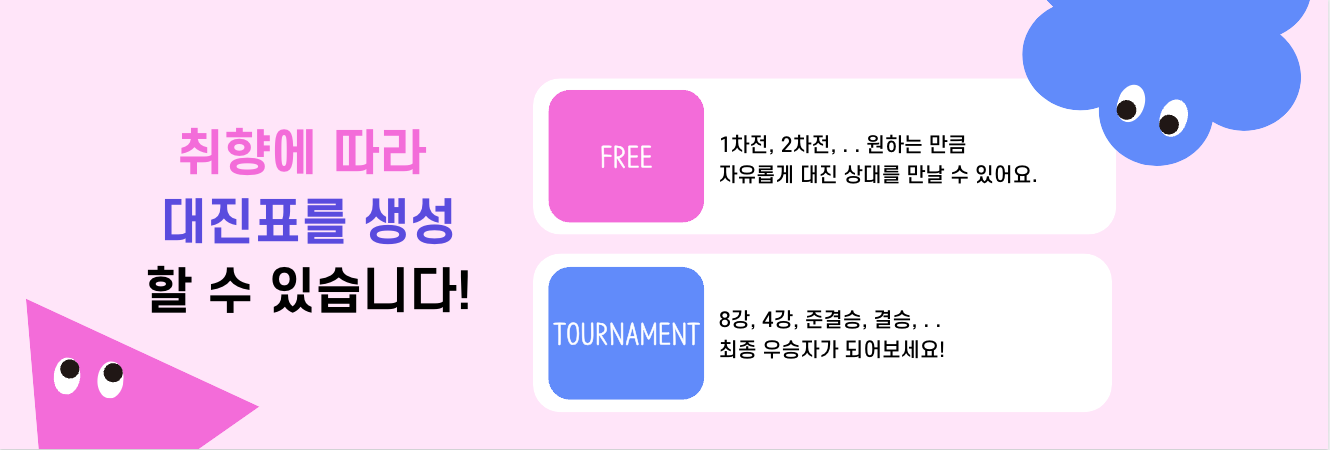 취향에 따라
대진표를 생성
할 수 있습니다!
FREE
1차전, 2차전, . . 원하는 만큼
자유롭게 대진 상대를 만날 수 있어요.
TOURNAMENT
8강, 4강, 준결승, 결승, . .
최종 우승자가 되어보세요!